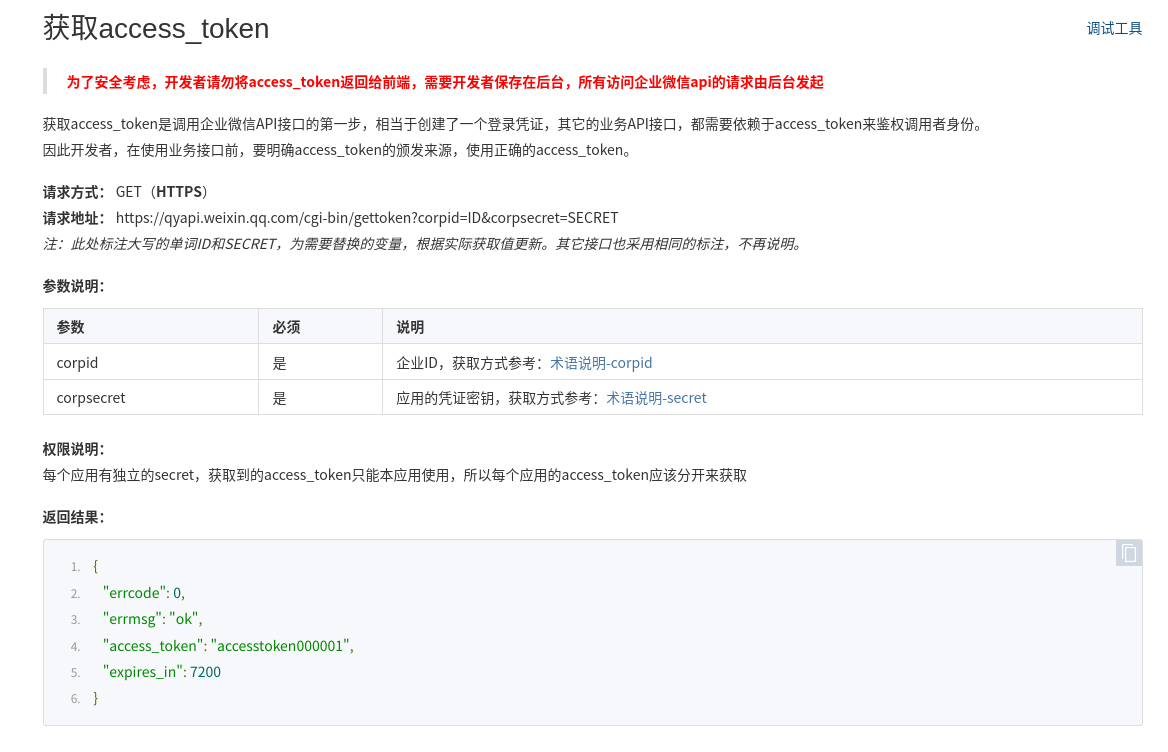 获取access_token
调试工具
为了安全考虑，开发者请勿将access_token返回给前端，需要开发者保存在后台，所有访问企业微信api的请求由后台发起
获取access_token是调用企业微信API接口的第一步，相当于创建了一个登录凭证，其它的业务API接口，都需要依赖于access_token来鉴权调用者身份。
因此开发者，在使用业务接口前，要明确access_token的颁发来源，使用正确的access_token。
请求方式： GET（HTTPS）
请求地址： https://qyapi.weixin.qq.com/cgi-bin/gettoken?corpid=ID&corpsecret=SECRET
注：此处标注大写的单词ID和SECRET，为需要替换的变量，根据实际获取值更新。其它接口也采用相同的标注，不再说明。
参数说明：
参数 必须 说明
corpid 是 企业ID，获取方式参考：术语说明-corpid
corpsecret 是 应用的凭证密钥，获取方式参考：术语说明-secret
权限说明：
每个应用有独立的secret，获取到的access_token只能本应用使用，所以每个应用的access_token应该分开来获取
返回结果：
1. {
2. "errcode": 0,
3. "errmsg": "ok",
4. "access_token": "accesstoken000001",
5. "expires_in": 7200
6. }